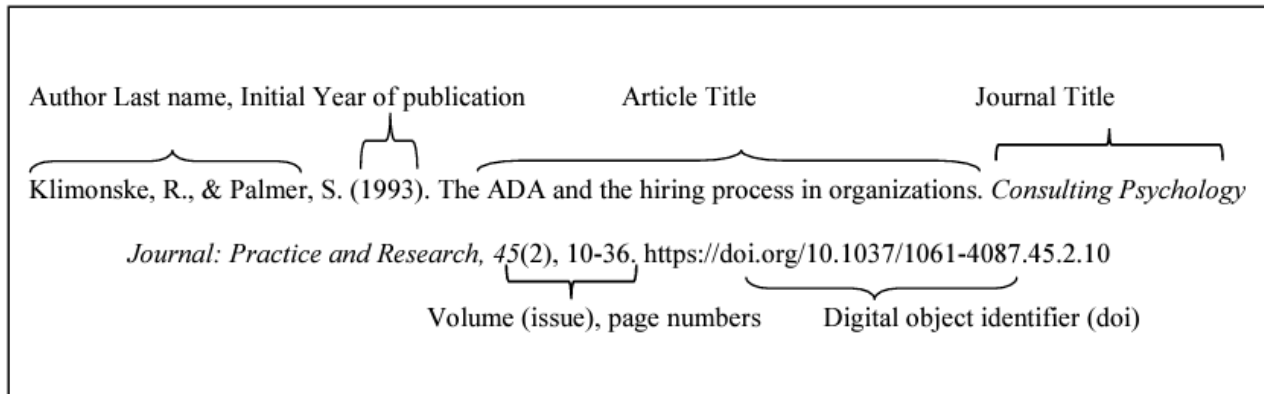 Author Last name, Initial Year of publication Article Title Journal Title
Klimonske, R., & Palmer, S. (1993). The ADA and the hiring process in organizations. Consulting Psychology
Journal: Practice and Research, 45(2), 10-36. https://doi.org/10.1037/1061-4087.45.2.10
Volume (issue), page numbers Digital object identifier (doi)